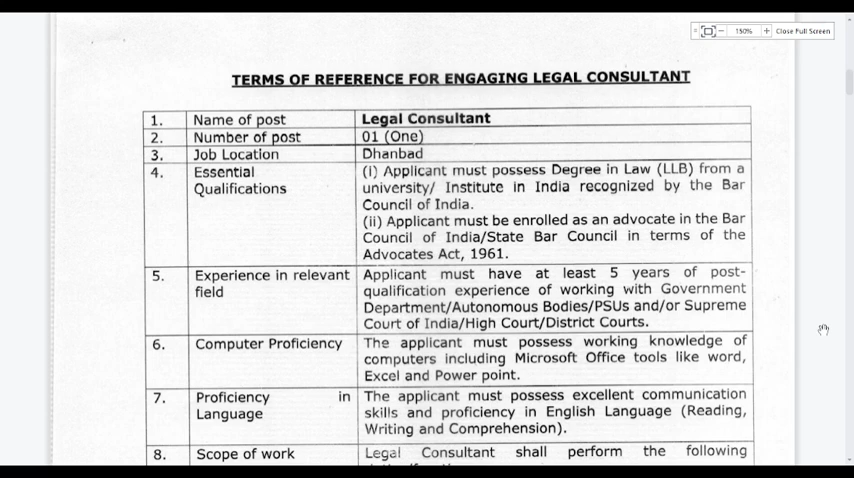 150%
Close Full Screen
TERMS OF REFERENCE FOR ENGAGING LEGAL CONSULTANT
1. Name of post Legal Consultant
2. Number of post 01 (One)
3. Job Location Dhanbad
4. Essential Qualifications
(i) Applicant must possess Degree in Law (LLB) from a
university/ Institute in India recognized by the Bar
Council of India.
(ii) Applicant must be enrolled as an advocate in the Bar
Council of India/State Bar Council in terms of the
Advocates Act, 1961.
5. Experience in relevant field
Applicant must have at least 5 years of post-
qualification experience of working with Government
Department/Autonomous Bodies/PSUs and/or Supreme
Court of India/High Court/District Courts.
6. Computer Proficiency
The applicant must possess working knowledge of
computers including Microsoft Office tools like word,
Excel and Power point.
7. Proficiency in Language
The applicant must possess excellent communication
skills and proficiency in English Language (Reading,
Writing and Comprehension).
8. Scope of work
Legal Consultant shall perform the following